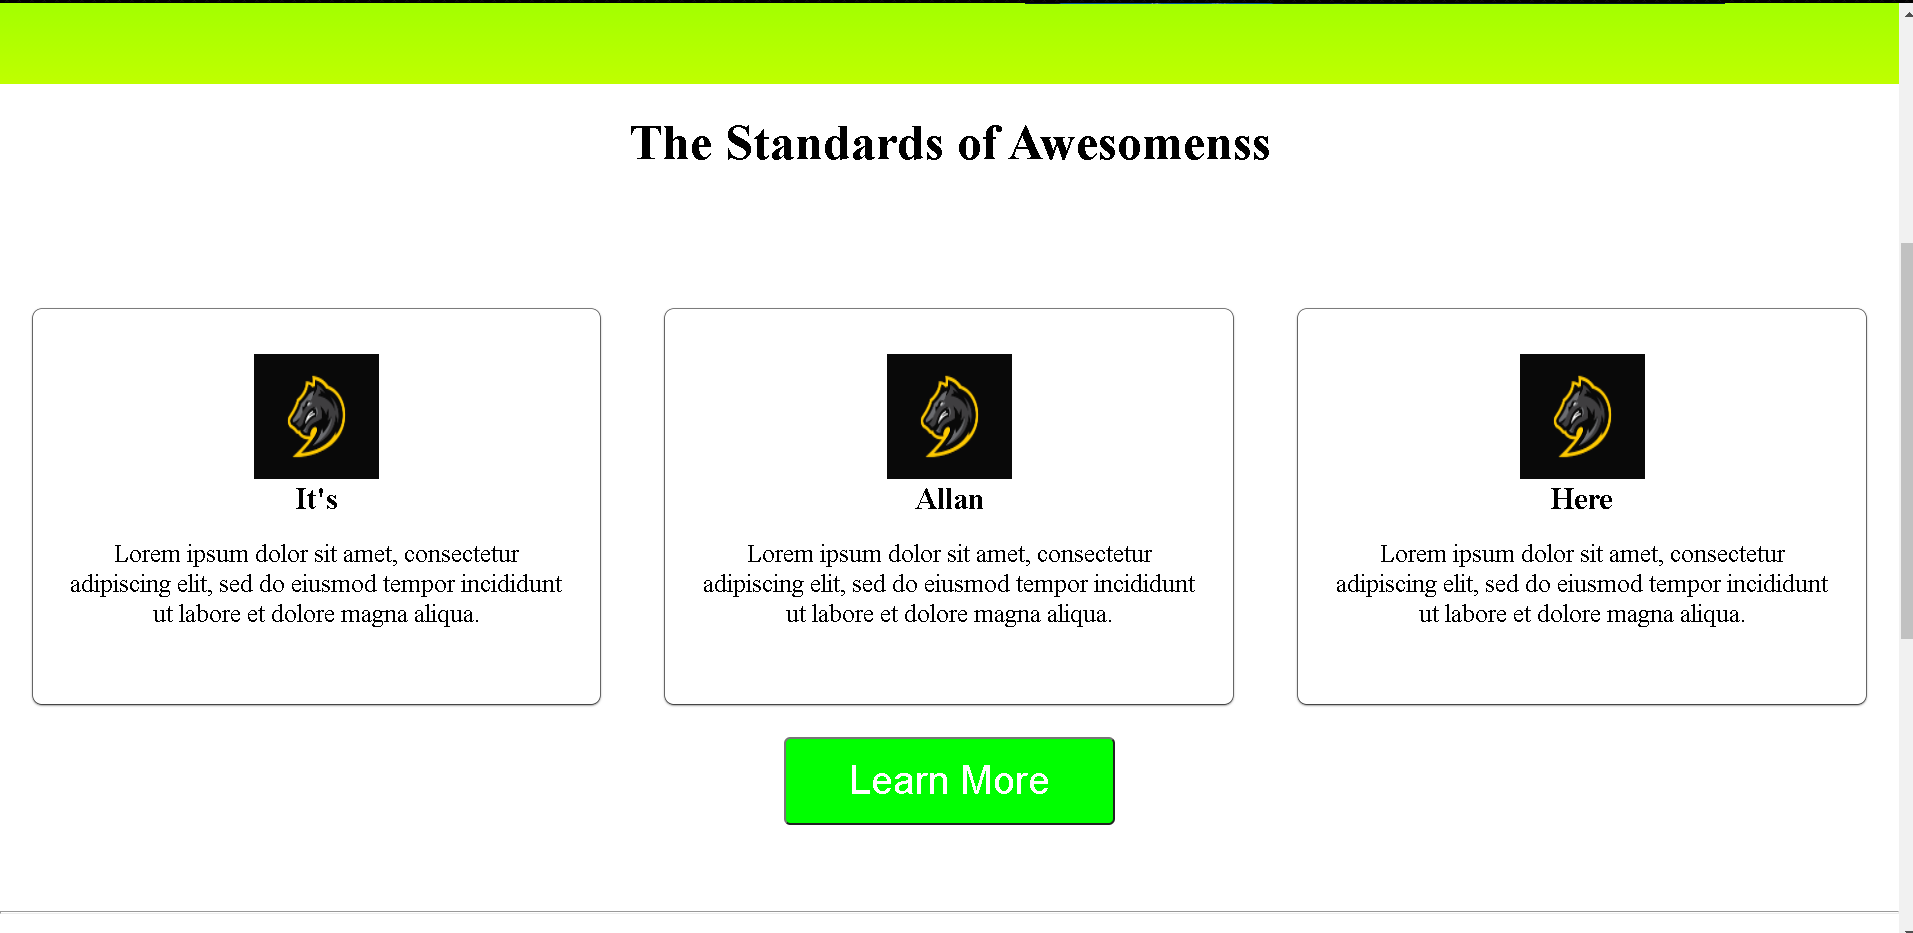 The Standards of Awesomenss
It's
Lorem ipsum dolor sit amet, consectetur
adipiscing elit, sed do eiusmod tempor incididunt
ut labore et dolore magna aliqua.
Allan
Lorem ipsum dolor sit amet, consectetur
adipiscing elit, sed do eiusmod tempor incididunt
ut labore et dolore magna aliqua.
Here
Lorem ipsum dolor sit amet, consectetur
adipiscing elit, sed do eiusmod tempor incididunt
ut labore et dolore magna aliqua.
Learn More